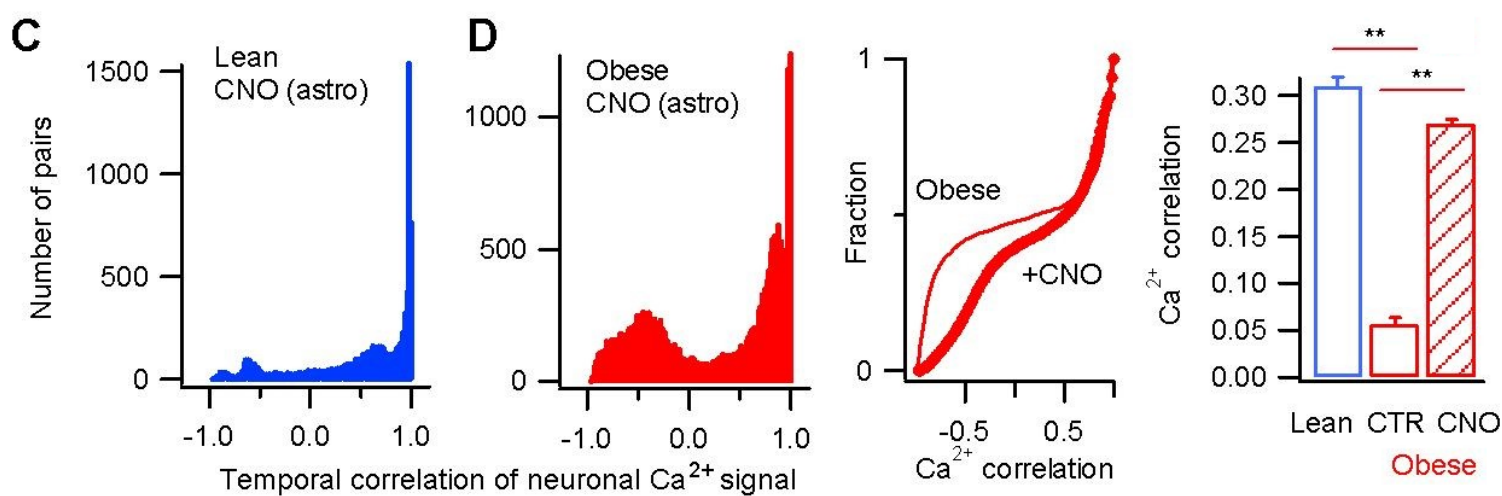 C
Lean
CNO (astro)
1500
1000
500
0
Number of pairs
-1.0 0.0 1.0
D
Obese
CNO (astro)
1000
500
0
-1.0 0.0 1.0
Temporal correlation of neuronal Ca²⁺ signal
1
0
Fraction
Obese
+CNO
-0.5 0.5
Ca²⁺ correlation
**
**
0.30
0.25
0.20
0.15
0.10
0.05
0.00
Ca²⁺ correlation
Lean CTR CNO
Obese